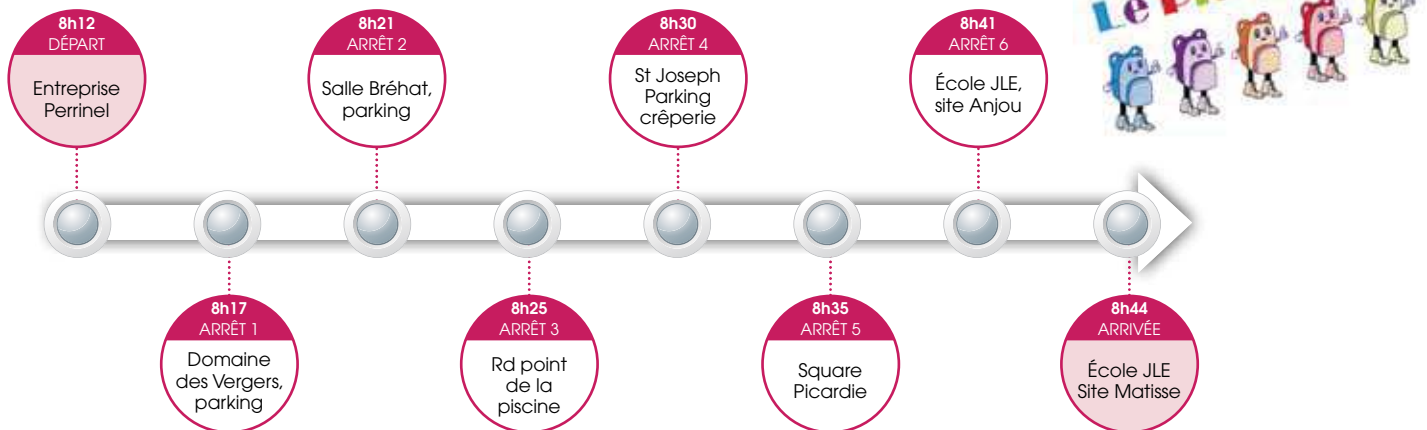 8h12
DÉPART
Entreprise
Perrinel
8h17
ARRÊT 1
Domaine
des Vergers,
parking
8h21
ARRÊT 2
Salle Bréhat,
parking
8h25
ARRÊT 3
Rd point
de la
piscine
8h30
ARRÊT 4
St Joseph
Parking
crêperie
8h35
ARRÊT 5
Square
Picardie
8h41
ARRÊT 6
École JLE,
site Anjou
8h44
ARRIVÉE
École JLE
Site Matisse
Le